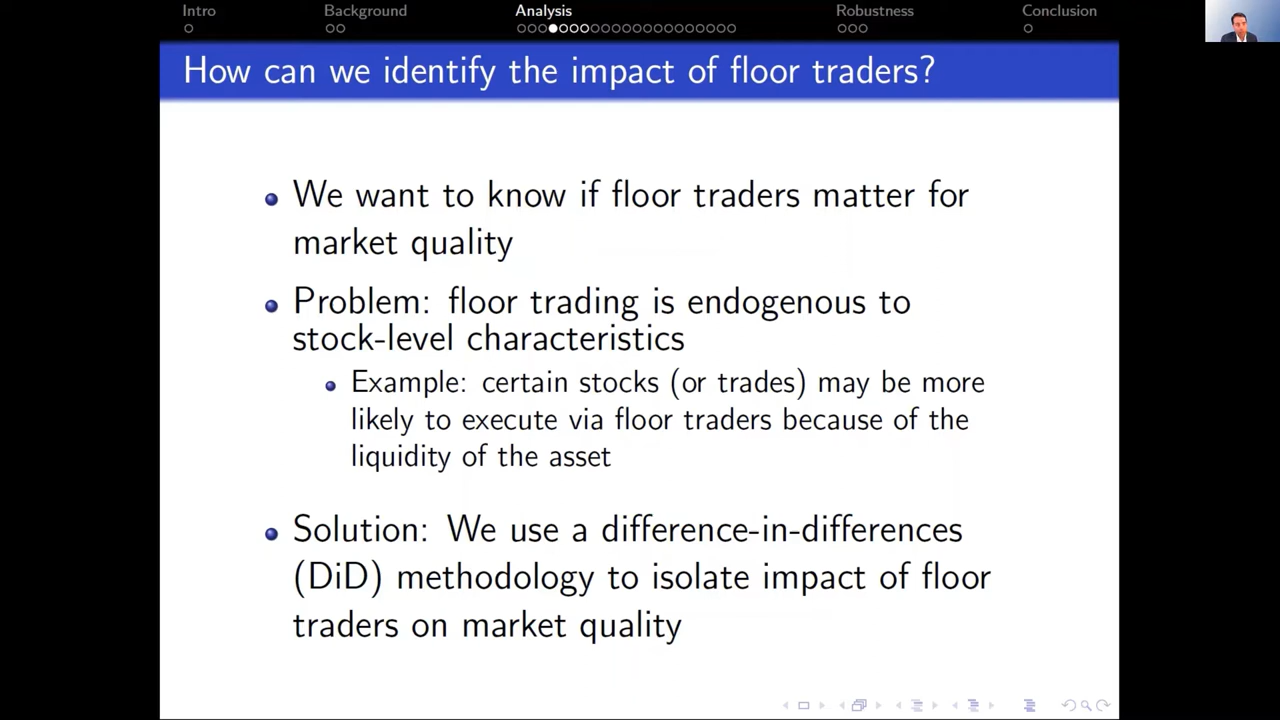 Intro Background Analysis Robustness Conclusion
How can we identify the impact of floor traders?
We want to know if floor traders matter for
market quality
Problem: floor trading is endogenous to
stock-level characteristics
Example: certain stocks (or trades) may be more
likely to execute via floor traders because of the
liquidity of the asset
Solution: We use a difference-in-differences
(DiD) methodology to isolate impact of floor
traders on market quality